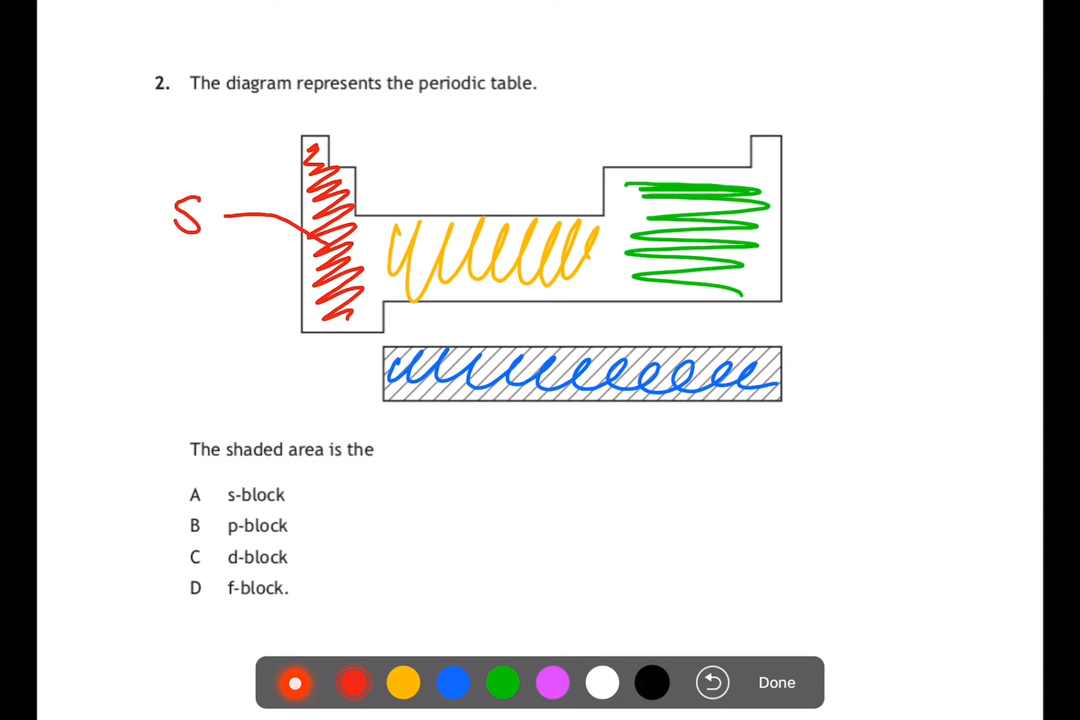 2. The diagram represents the periodic table.
S
The shaded area is the
A s-block
B p-block
C d-block
D f-block.
Done